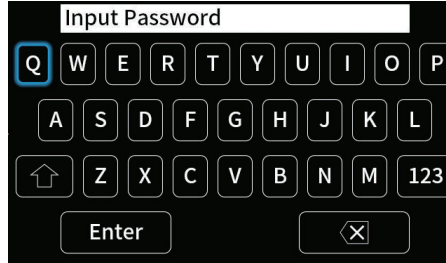 Input Password
Q W E R T Y U I O P
A S D F G H J K L
Z X C V B N M 123
Enter